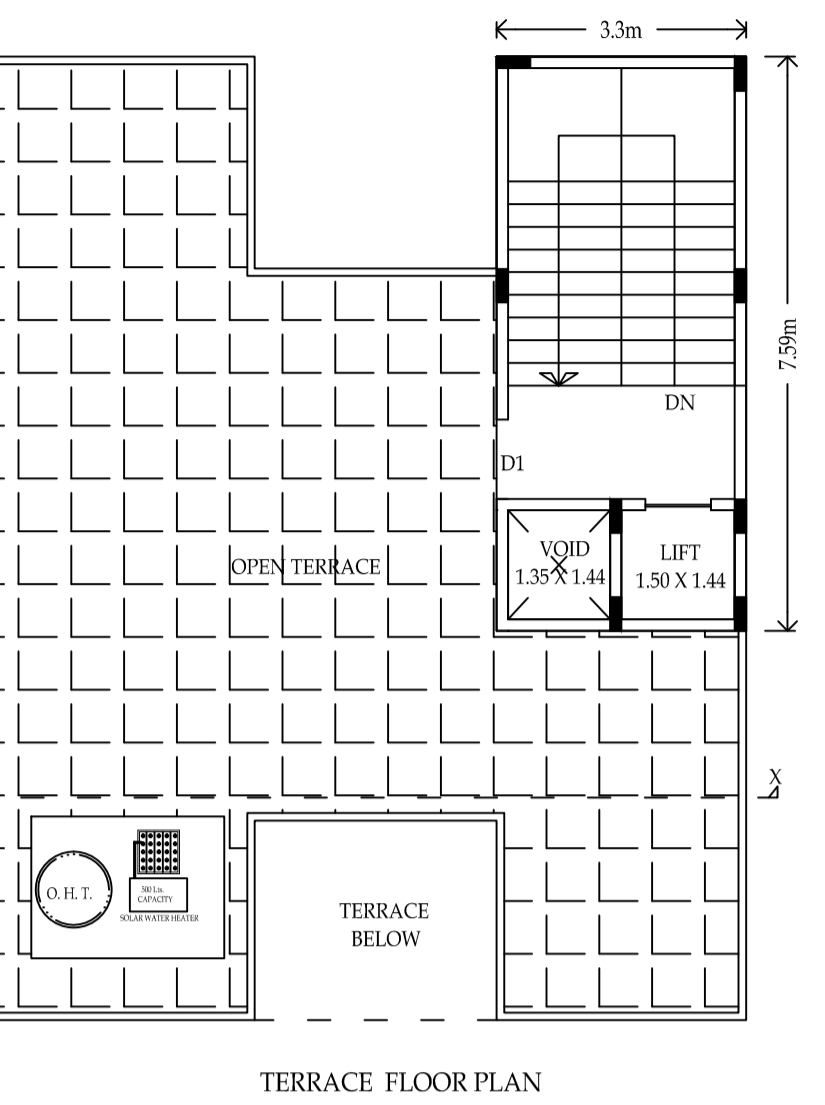 3.3m
7.59m
DN
D1
OPEN TERRACE
VOID
1.35 X 1.44
LIFT
1.50 X 1.44
X
O. H. T.
500 Lts.
CAPACITY
SOLAR WATER HEATER
TERRACE
BELOW
TERRACE FLOOR PLAN